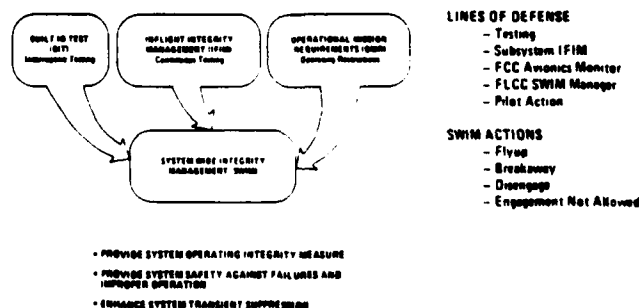 BUILT IN TEST
(BIT)
Interruptive Testing
INFLIGHT INTEGRITY
MANAGEMENT (IFIM)
Continuous Testing
OPERATIONAL MISSION
REQUIREMENTS (OMR)
Operating Restrictions
SYSTEM WIDE INTEGRITY
MANAGEMENT SWIM
• PROVIDE SYSTEM OPERATING INTEGRITY MEASURE
• PROVIDE SYSTEM SAFETY AGAINST FAILURES AND
IMPROPER OPERATION
• ENHANCE SYSTEM TRANSIENT SUPPRESSION
LINES OF DEFENSE
– Testing
– Subsystem IFIM
– FCC Avionics Monitor
– FLCC SWIM Manager
– Pilot Action
SWIM ACTIONS
– Flyup
– Breakaway
– Disengage
– Engagement Not Allowed